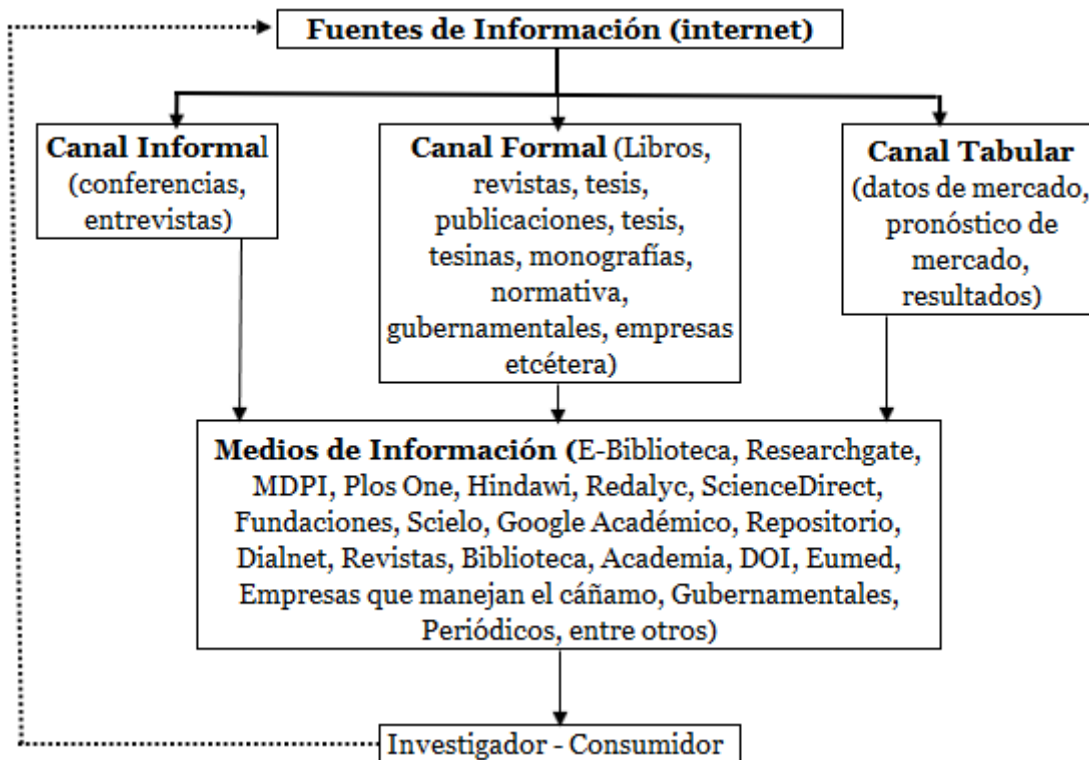 Fuentes de Información (internet)
Canal Informal
(conferencias,
entrevistas)
Canal Formal (Libros,
revistas, tesis,
publicaciones, tesis,
tesinas, monografías,
normativa,
gubernamentales, empresas
etcétera)
Canal Tabular
(datos de mercado,
pronóstico de
mercado,
resultados)
Medios de Información (E-Biblioteca, Researchgate,
MDPI, Plos One, Hindawi, Redalyc, ScienceDirect,
Fundaciones, Scielo, Google Académico, Repositorio,
Dialnet, Revistas, Biblioteca, Academia, DOI, Eumed,
Empresas que manejan el cáñamo, Gubernamentales,
Periódicos, entre otros)
Investigador - Consumidor